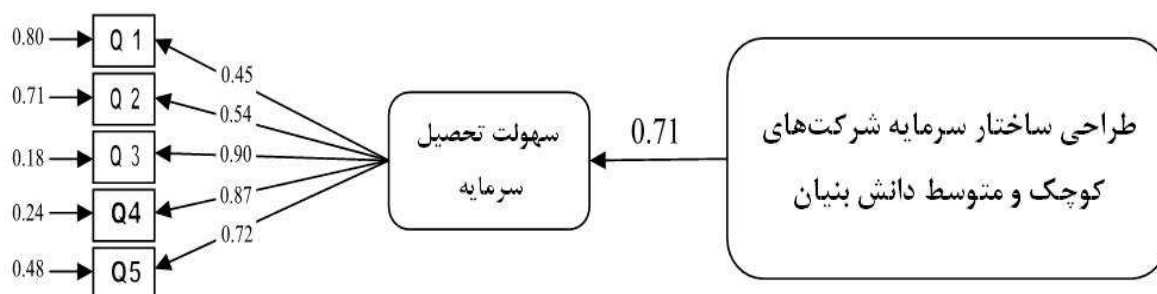 0.80
Q 1
0.45
0.71
Q 2
0.54
سهولت تحصیل
سرمایه
0.71
طراحی ساختار سرمایه شرکت‌های
کوچک و متوسط دانش بنیان
0.18
Q 3
0.90
0.24
Q4
0.87
0.48
Q5
0.72